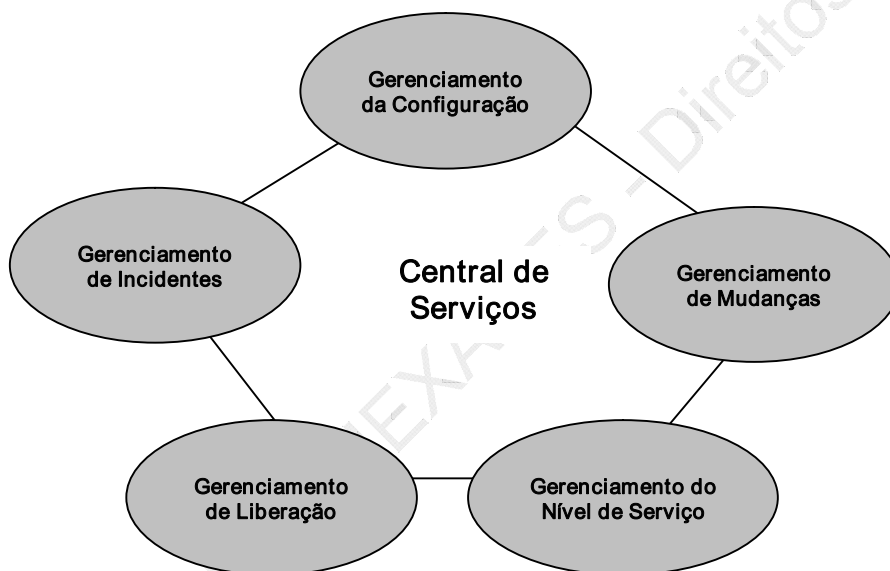 Gerenciamento
da Configuração
Gerenciamento
de Incidentes
Central de
Serviços
Gerenciamento
de Mudanças
Gerenciamento
de Liberação
Gerenciamento do
Nível de Serviço
- Direitos